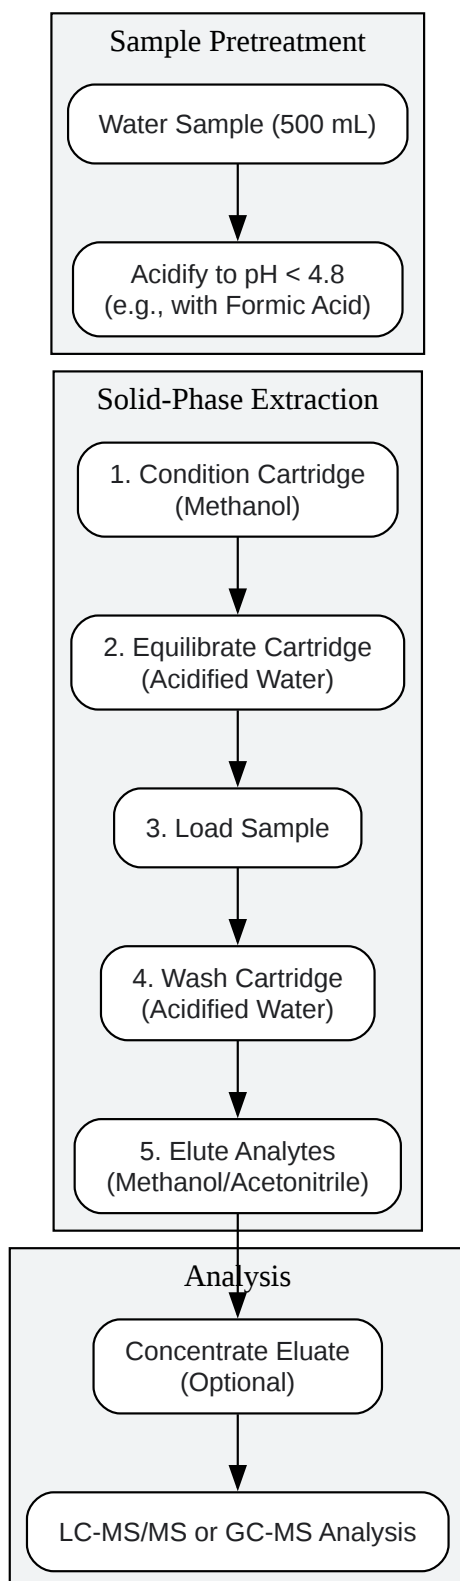 Sample Pretreatment
Water Sample (500 mL)
Acidify to pH < 4.8
(e.g., with Formic Acid)
Solid-Phase Extraction
1. Condition Cartridge
(Methanol)
2. Equilibrate Cartridge
(Acidified Water)
3. Load Sample
4. Wash Cartridge
(Acidified Water)
5. Elute Analytes
(Methanol/Acetonitrile)
Analysis
Concentrate Eluate
(Optional)
LC-MS/MS or GC-MS Analysis